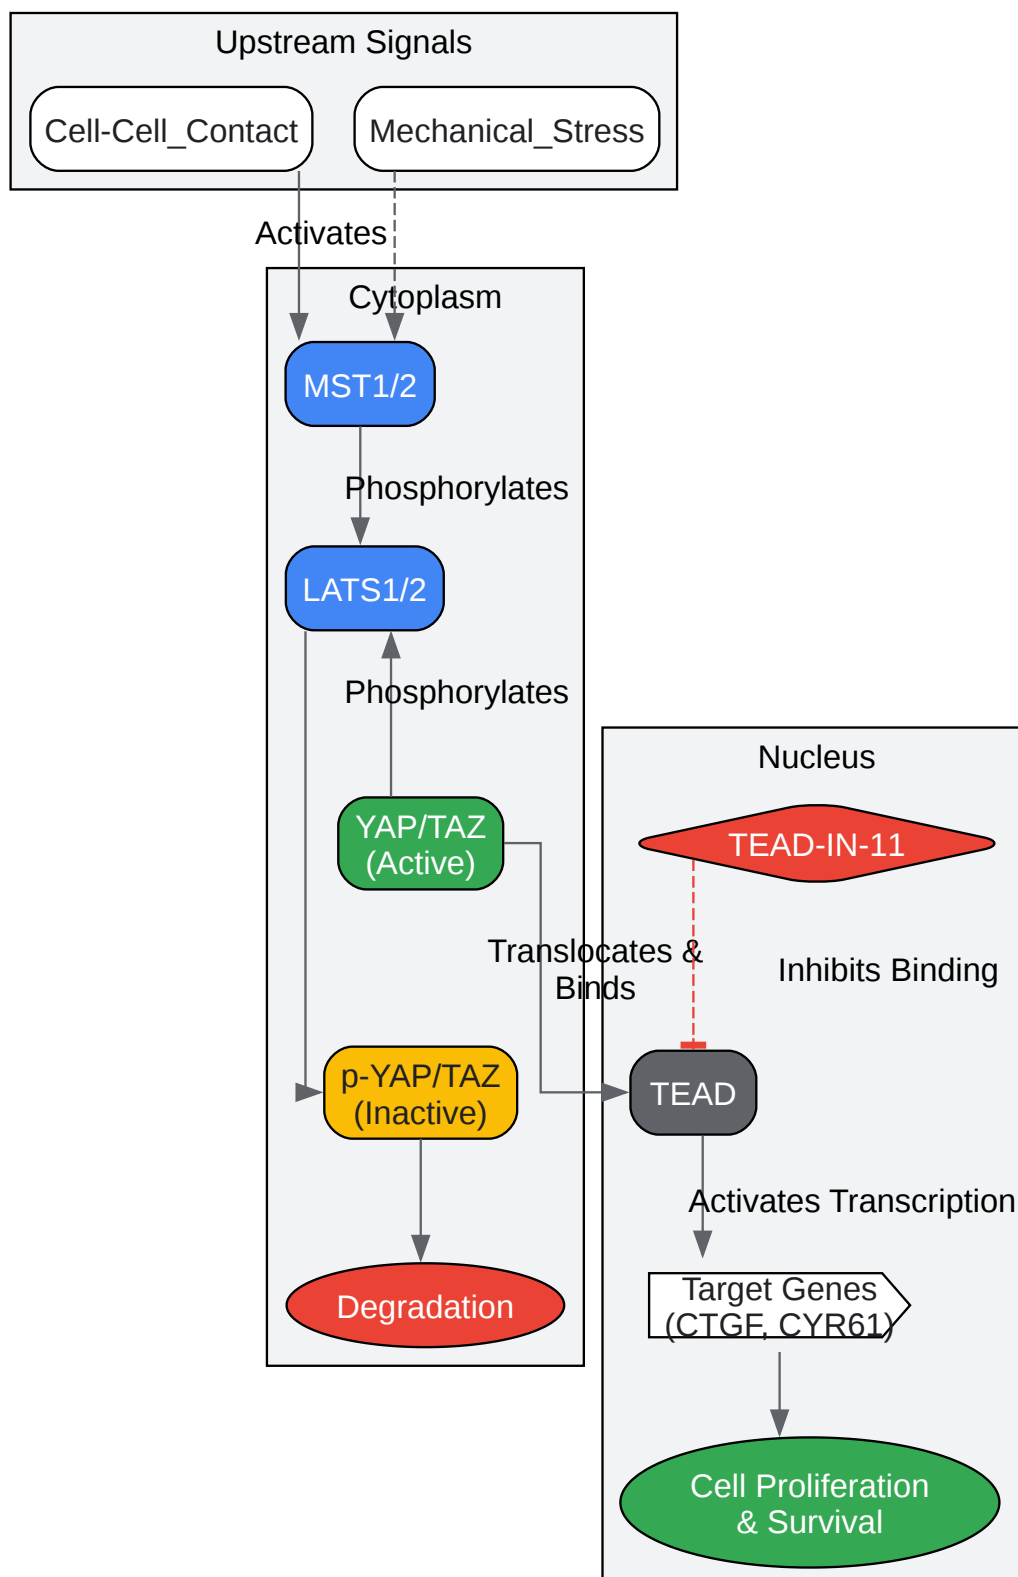 Upstream Signals
Cell-Cell_Contact
Mechanical_Stress
Activates
Cytoplasm
MST1/2
Phosphorylates
LATS1/2
Phosphorylates
Nucleus
YAP/TAZ
(Active)
TEAD-IN-11
Translocates &
Binds
Inhibits Binding
p-YAP/TAZ
(Inactive)
TEAD
Activates Transcription
Degradation
Target Genes
(CTGF, CYR61)
Cell Proliferation
& Survival